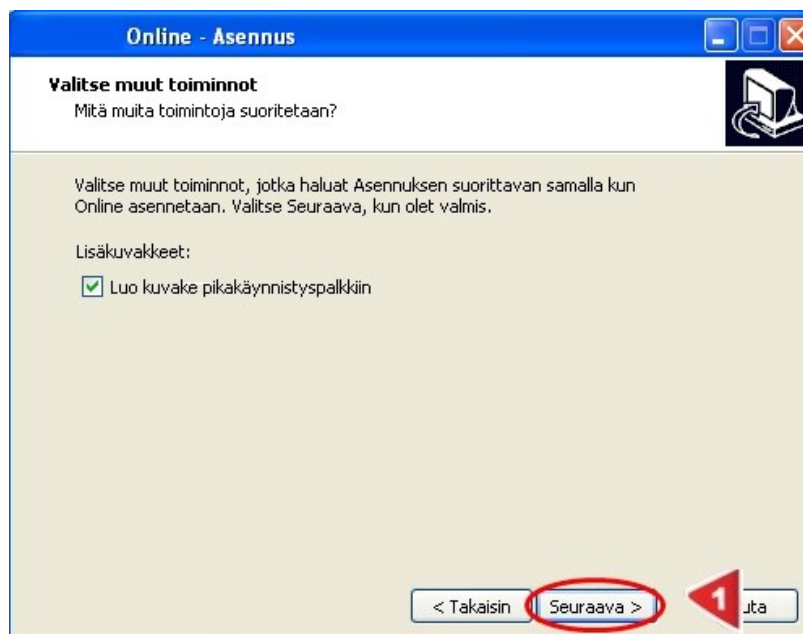 Online - Asennus
Valitse muut toiminnot
Mitä muita toimintoja suoritetaan?
Valitse muut toiminnot, jotka haluat Asennuksen suorittavan samalla kun
Online asennetaan. Valitse Seuraava, kun olet valmis.
Lisäkuvakkeet:
Luo kuvake pikakäynnistyspalkkiin
< Takaisin Seuraava > 1